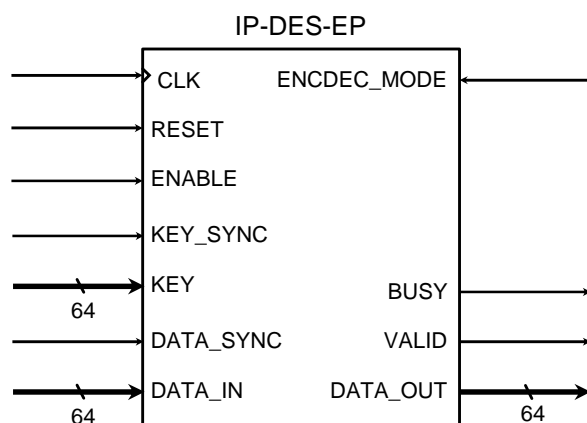 IP-DES-EP
CLK
ENCDEC_MODE
RESET
ENABLE
KEY_SYNC
KEY
64
BUSY
DATA_SYNC
VALID
DATA_IN
64
DATA_OUT
64